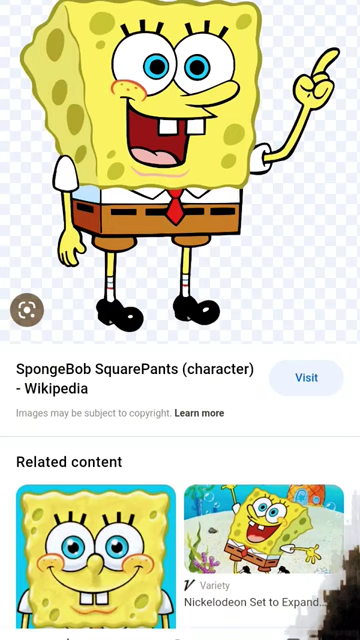 SpongeBob SquarePants (character)
- Wikipedia
Visit
Images may be subject to copyright. Learn more
Related content
Variety
Nickelodeon Set to Expand...